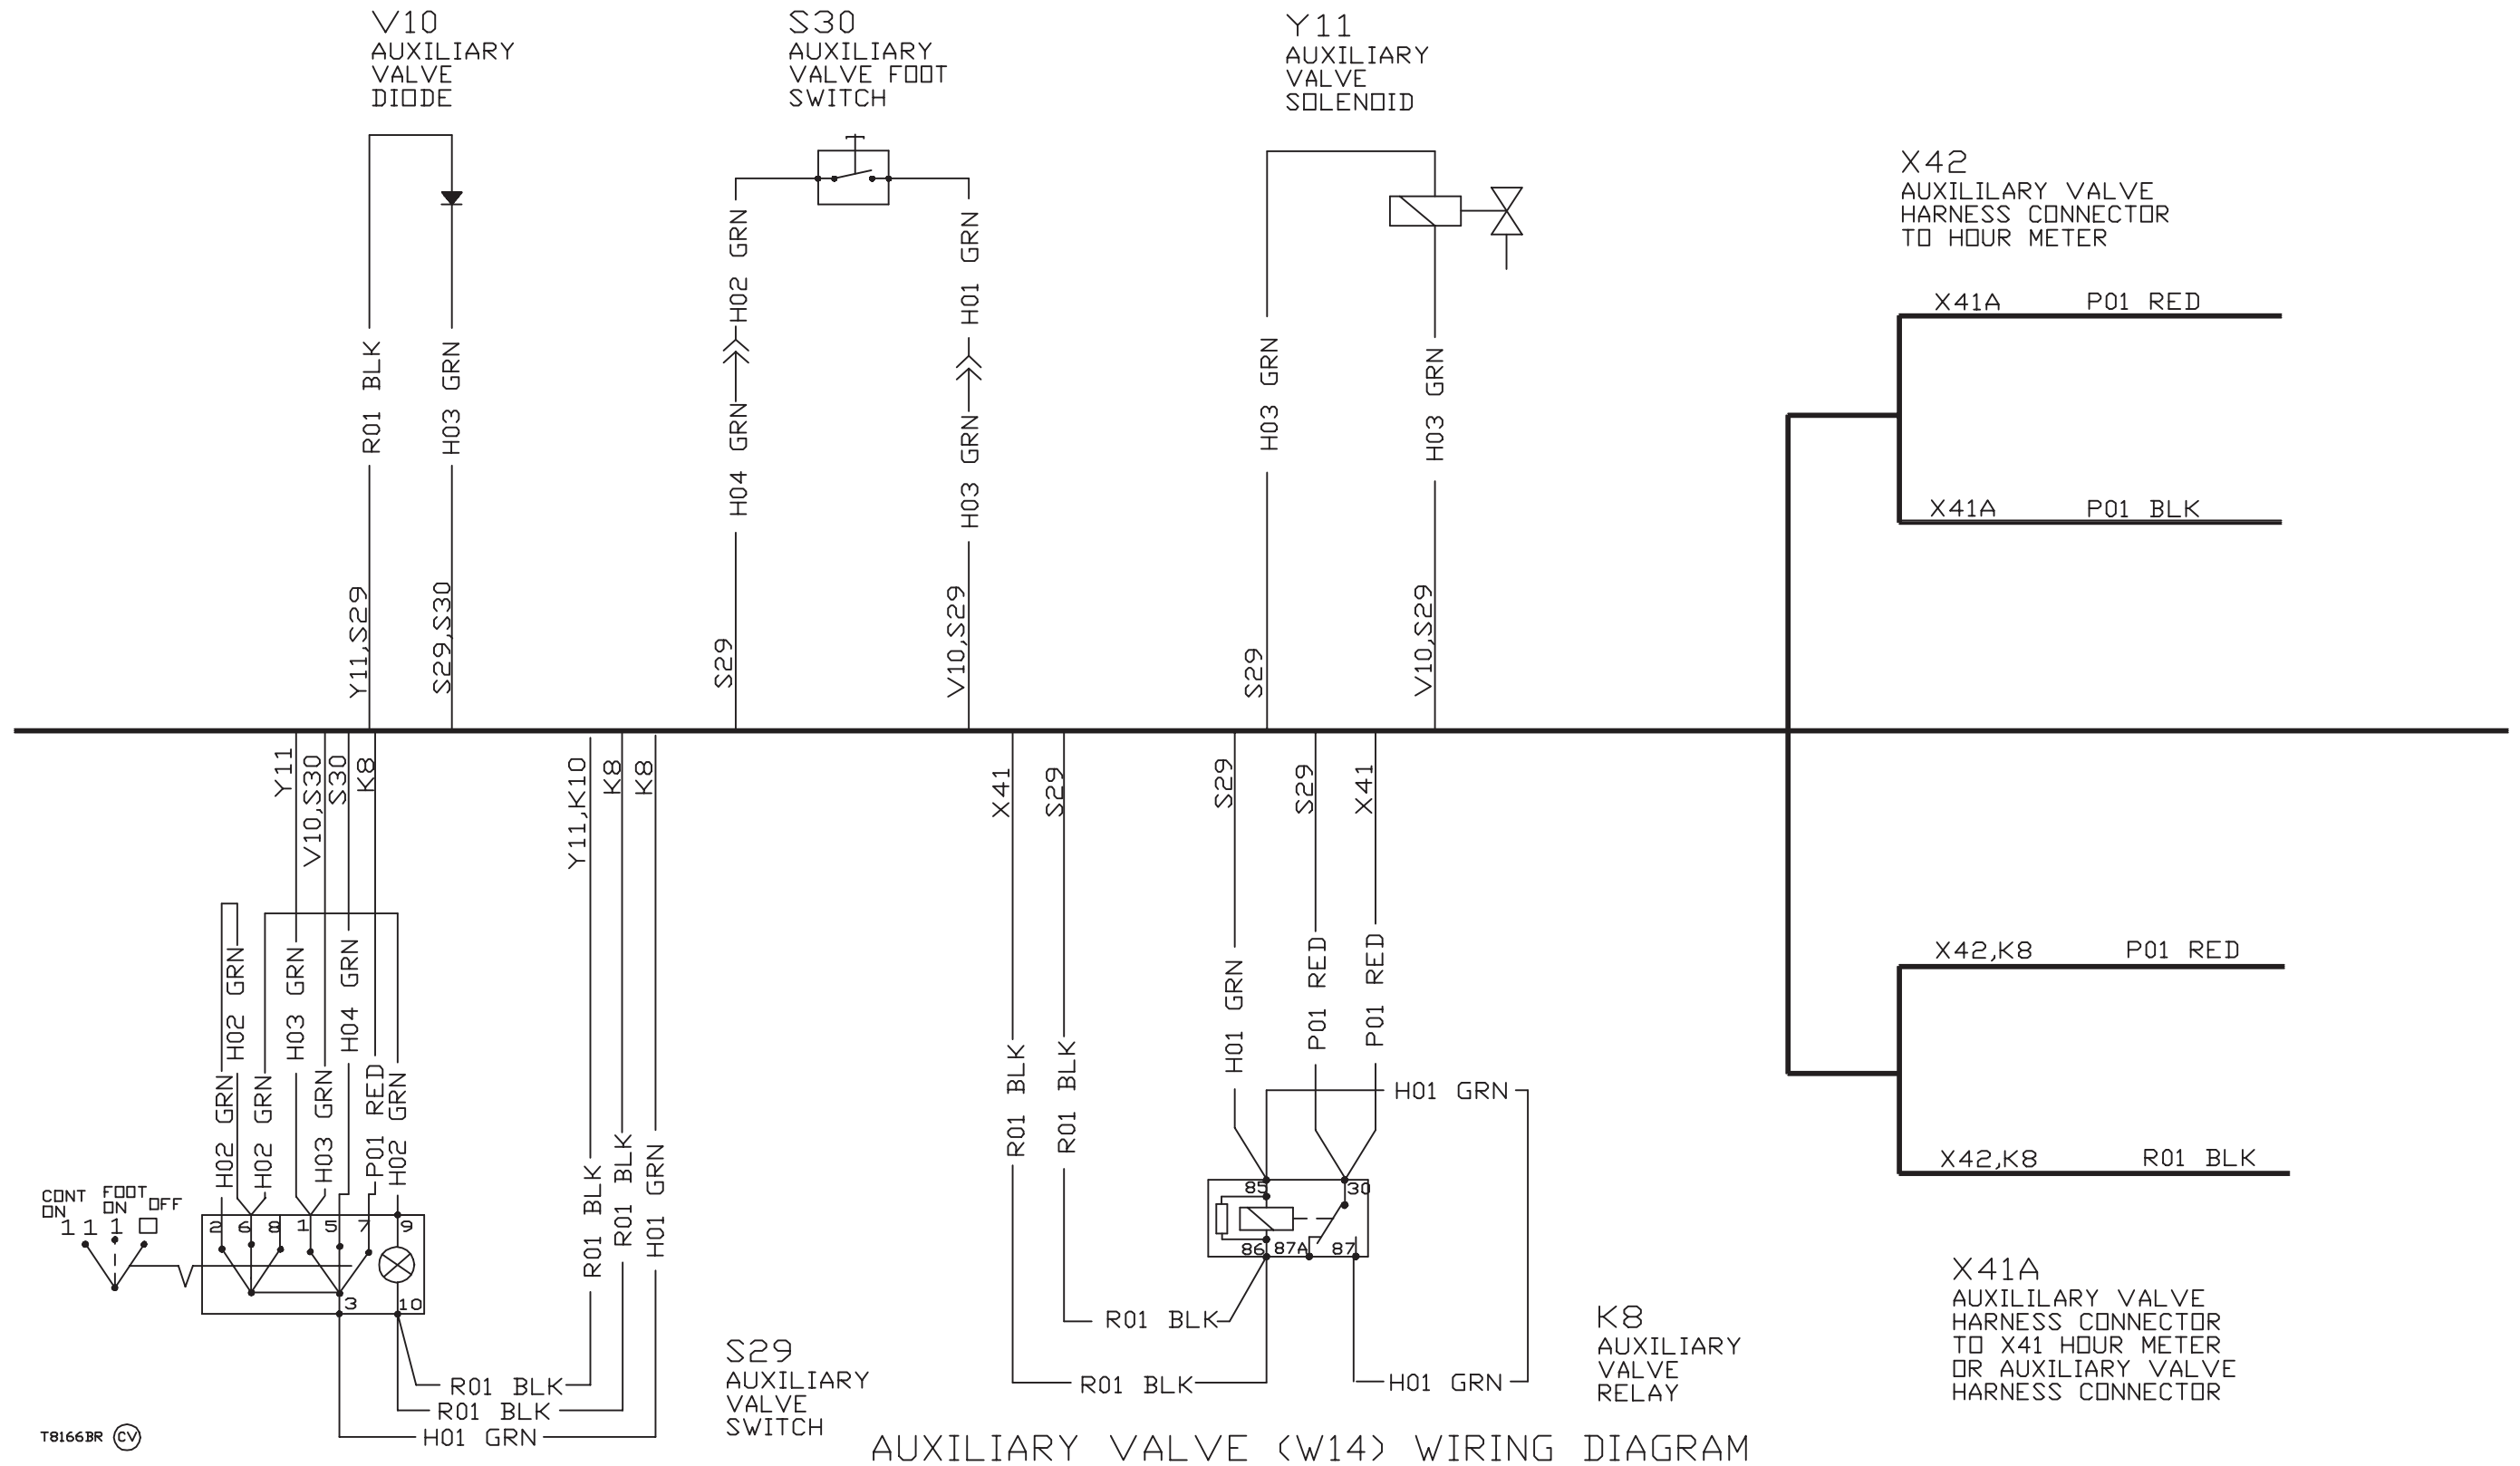 V10
AUXILIARY
VALVE
DIODE
S30
AUXILIARY
VALVE FOOT
SWITCH
Y11
AUXILIARY
VALVE
SOLENOID
X42
AUXILILARY VALVE
HARNESS CONNECTOR
TO HOUR METER
X41A P01 RED
X41A P01 BLK
R01 BLK
H03 GRN
H02 GRN
H04 GRN
H01 GRN
H03 GRN
H03 GRN
H03 GRN
Y11,S29
S29,S30
S29
V10,S29
S29
V10,S29
Y11
V10,S30
S30
K8
Y11,K10
K8
K8
X41
S29
S29
S29
X41
H02 GRN
H02 GRN
H02 GRN
H03 GRN
H03 GRN
H04 GRN
P01 RED
H02 GRN
R01 BLK
R01 BLK
H01 GRN
R01 BLK
R01 BLK
H01 GRN
P01 RED
P01 RED
H01 GRN
X42,K8 P01 RED
X42,K8 R01 BLK
CONT
ON
FOOT
ON
OFF
1 1 1
2 6 8 1 5 7 9
3 10
85 30
86 87A 87
R01 BLK
R01 BLK
H01 GRN
R01 BLK
R01 BLK
H01 GRN
S29
AUXILIARY
VALVE
SWITCH
K8
AUXILIARY
VALVE
RELAY
X41A
AUXILILARY VALVE
HARNESS CONNECTOR
TO X41 HOUR METER
OR AUXILIARY VALVE
HARNESS CONNECTOR
T8166BR CV
AUXILIARY VALVE (W14) WIRING DIAGRAM